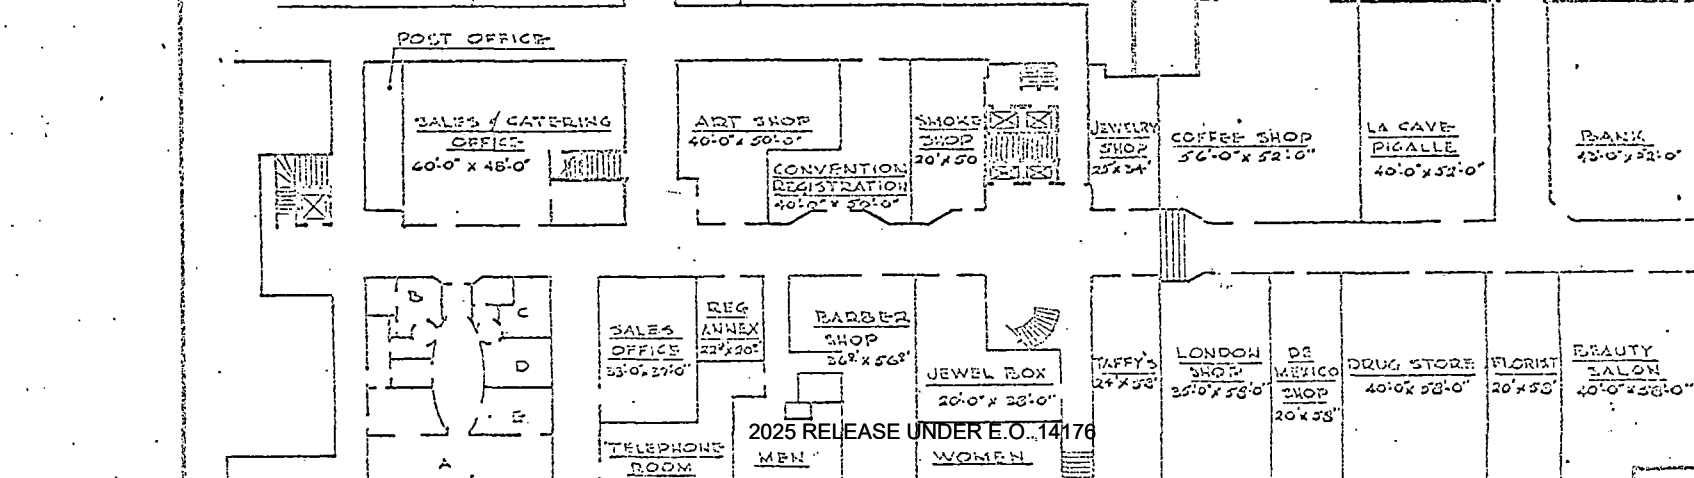 POST OFFICE
SALES & CATERING
OFFICE
60'-0" X 48'-0"
ART SHOP
40'-0" x 50'-0"
CONVENTION
REGISTRATION
40'-0" x 50'-0"
SMOKE
SHOP
20' x 50
JEWELRY
SHOP
25' x 34'
COFFEE SHOP
56'-0" x 52'-0"
LA CAVE
PIGALLE
40'-0" x 52'-0"
BANK
B
C
D
E
A
SALES
OFFICE
REG
ANNEX
BARBER
SHOP
JEWEL BOX
20'-0" x 38'-0"
TAFFY'S
24' x 58'
LONDON
SHOP
35'-0" x 58'-0"
DE
MEXICO
SHOP
20' x 58'
DRUG STORE
40'-0" x 58'-0"
FLORIST
20' x 58'
BEAUTY
SALON
40'-0" x 58'-0"
2025 RELEASE UNDER E.O. 14176
TELEPHONE
ROOM
MEN
WOMEN